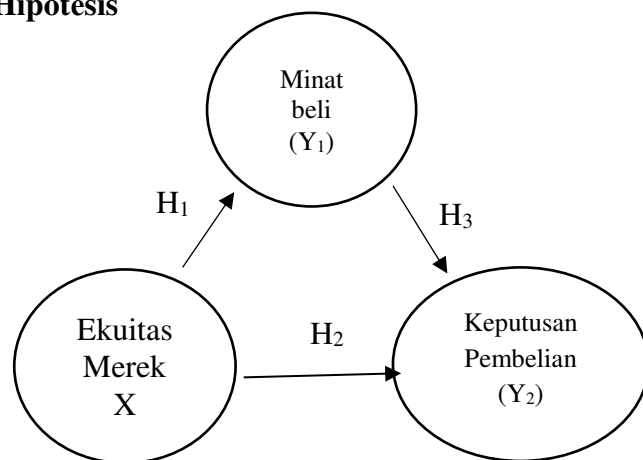 Hipotesis
Minat
beli
(Y₁)
H₁
H₃
Ekuitas
Merek
X
H₂
Keputusan
Pembelian
(Y₂)